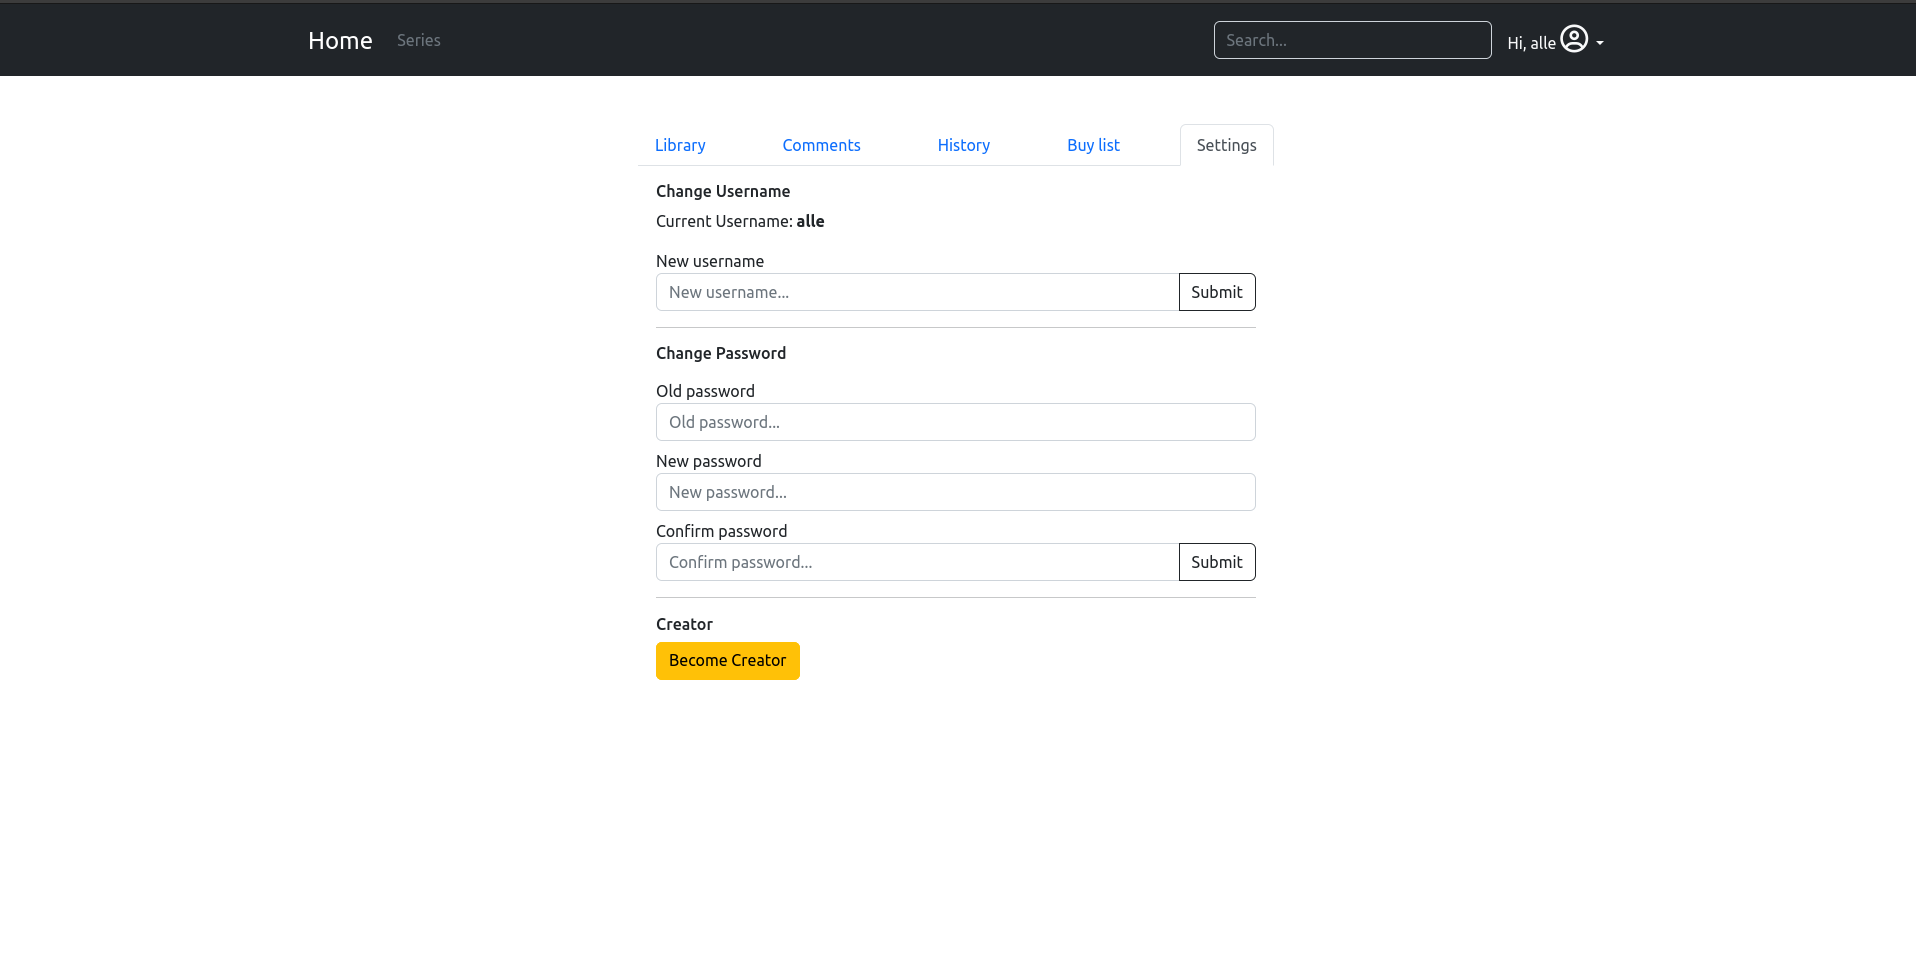 Home Series Search... Hi, alle
Library Comments History Buy list Settings
Change Username
Current Username: alle
New username
New username... Submit
Change Password
Old password
Old password...
New password
New password...
Confirm password
Confirm password... Submit
Creator
Become Creator